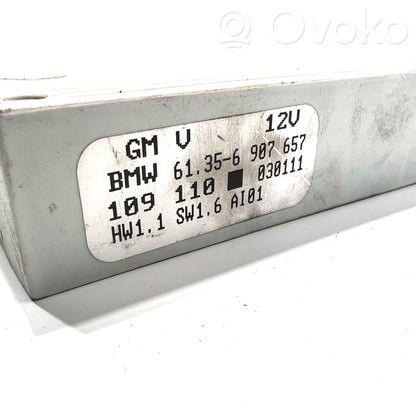 Ovoko
GM V 12V
BMW 61.35-6 907 657
109 110 ■ 030111
HW1.1 SW1.6 AI01